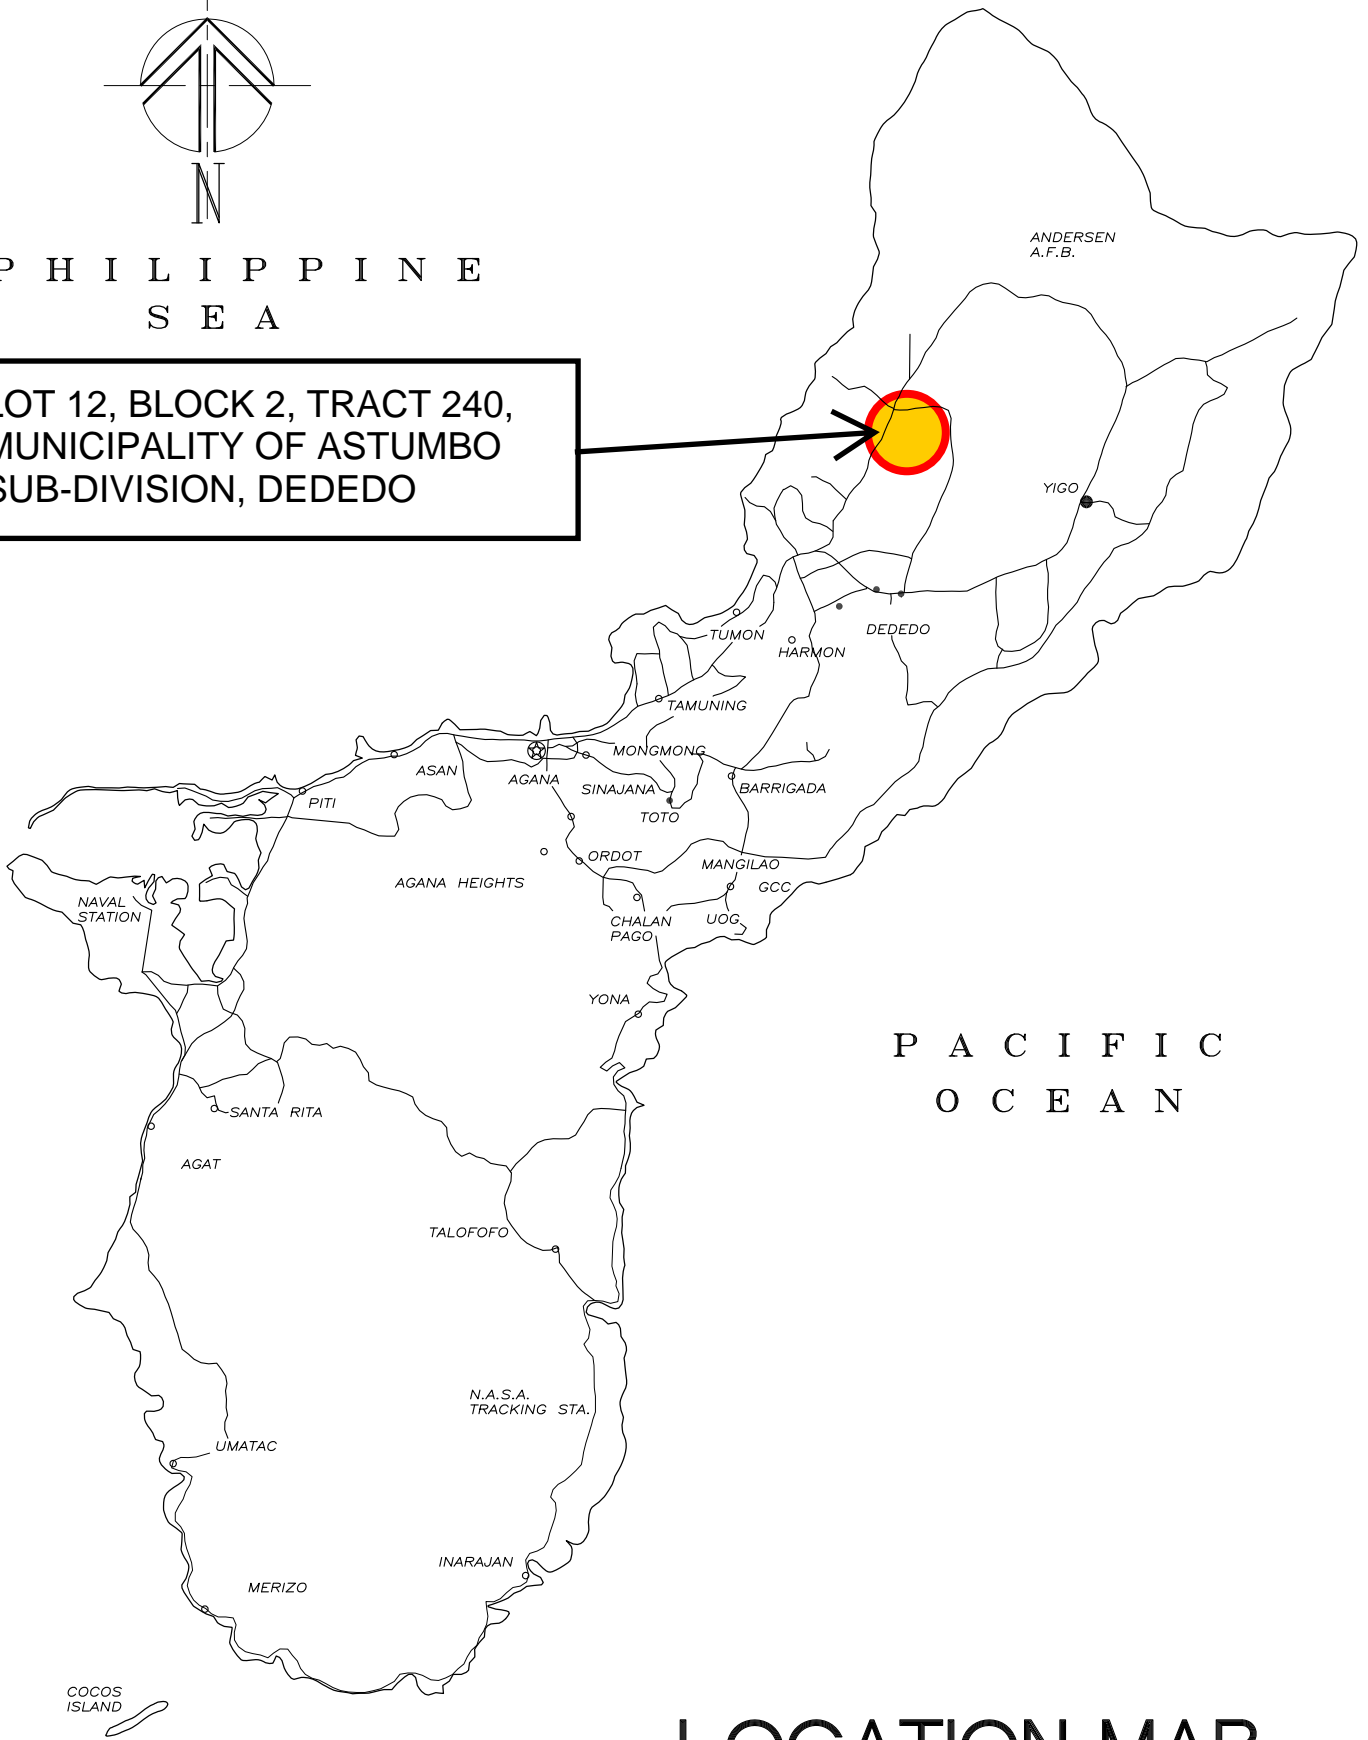 N
PHILIPPINE
SEA
LOT 12, BLOCK 2, TRACT 240,
MUNICIPALITY OF ASTUMBO
SUB-DIVISION, DEDEDO
ANDERSEN
A.F.B.
YIGO
TUMON
HARMON
DEDEDO
TAMUNING
MONGMONG
ASAN
AGANA
SINAJANA
BARRIGADA
PITI
TOTO
ORDOT
MANGILAO
AGANA HEIGHTS
GCC
NAVAL
STATION
CHALAN
PAGO
UOG
YONA
PACIFIC
OCEAN
SANTA RITA
AGAT
TALOFOFO
N.A.S.A.
TRACKING STA.
UMATAC
INARAJAN
MERIZO
COCOS
ISLAND
LOCATION MAP